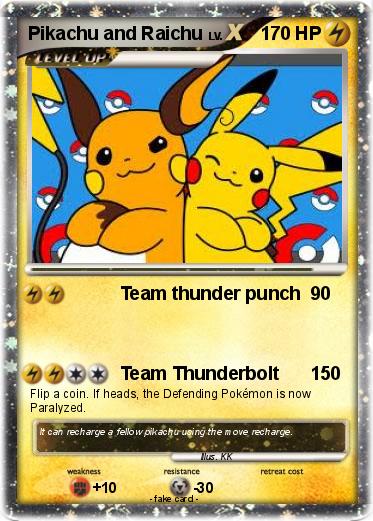 Pikachu and Raichu LV. X 170 HP
LEVEL UP
Team thunder punch 90
Team Thunderbolt 150
Flip a coin. If heads, the Defending Pokémon is now
Paralyzed.
It can recharge a fellow pikachu using the move recharge.
Illus. KK
weakness resistance retreat cost
+10 -30
- fake card -